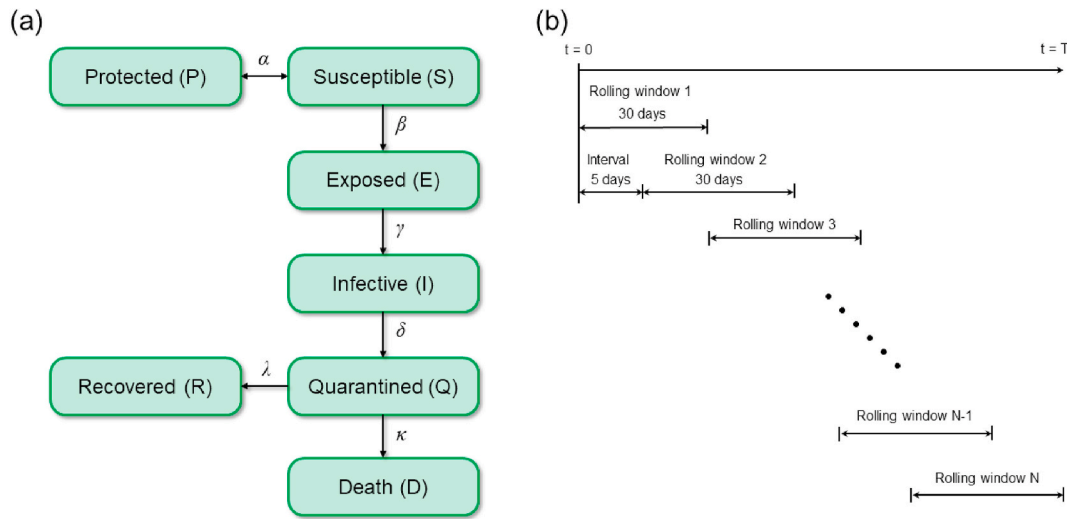 (a)
Protected (P)
α
Susceptible (S)
β
Exposed (E)
γ
Infective (I)
δ
Recovered (R)
λ
Quarantined (Q)
κ
Death (D)
(b)
t = 0
t = T
Rolling window 1
30 days
Interval
5 days
Rolling window 2
30 days
Rolling window 3
Rolling window N-1
Rolling window N